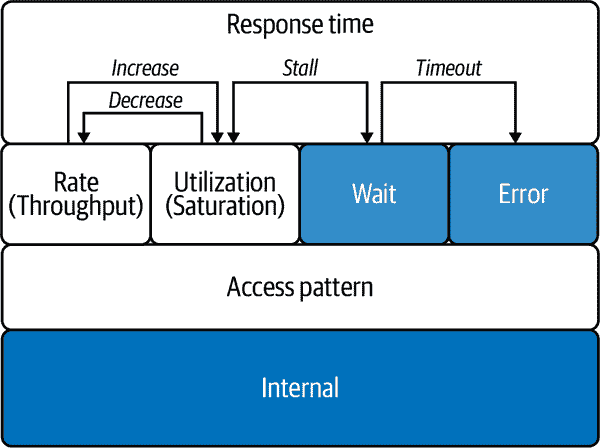 Response time
Increase
Stall
Timeout
Decrease
Rate
(Throughput)
Utilization
(Saturation)
Wait
Error
Access pattern
Internal